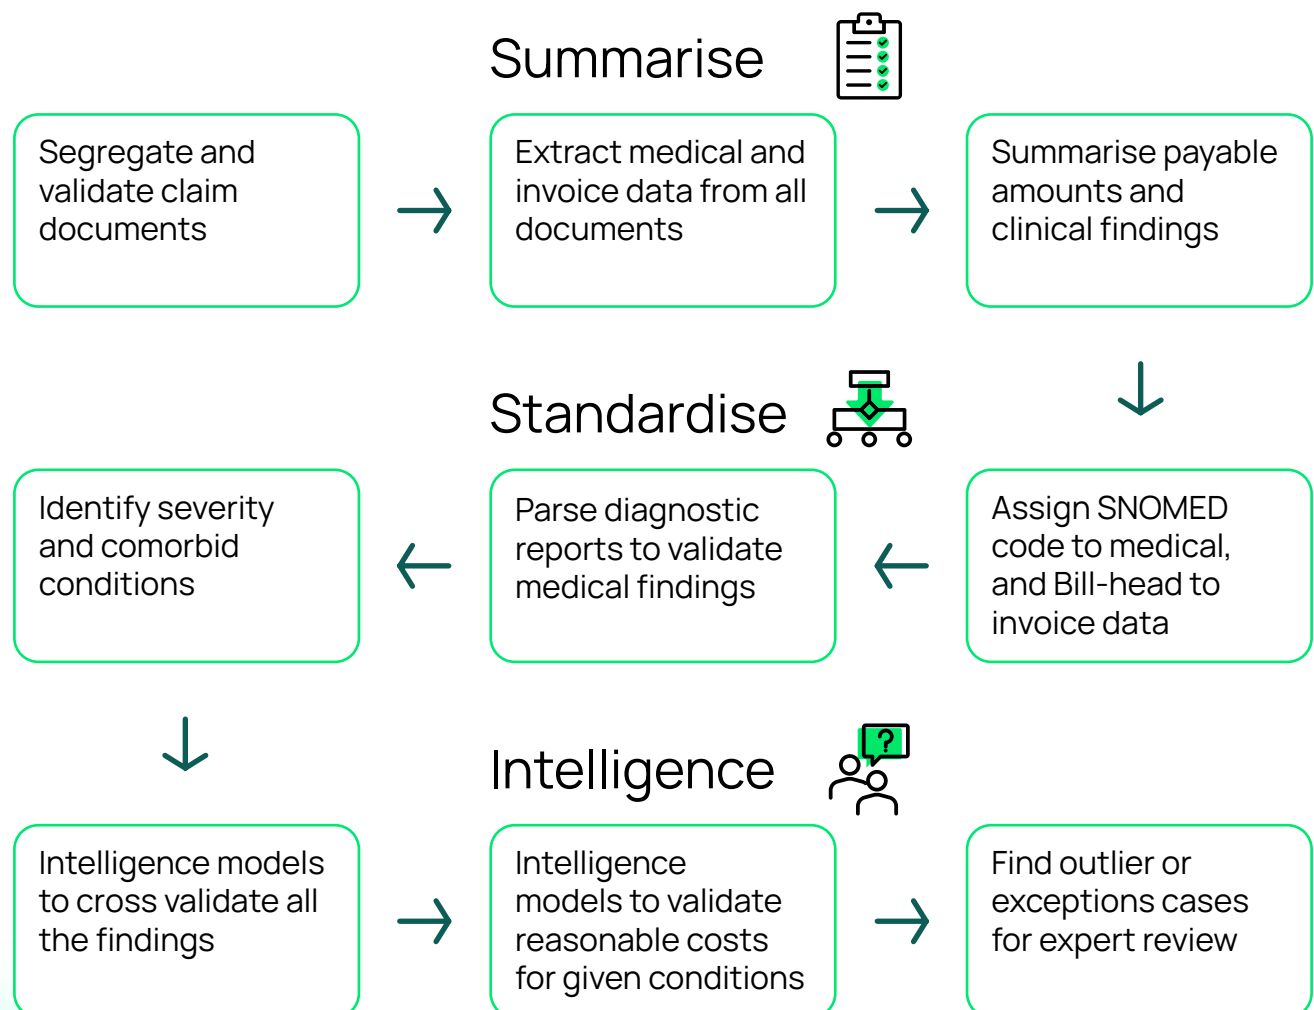 Summarise
Segregate and
validate claim
documents
Extract medical and
invoice data from all
documents
Summarise payable
amounts and
clinical findings
Standardise
Identify severity
and comorbid
conditions
Parse diagnostic
reports to validate
medical findings
Assign SNOMED
code to medical,
and Bill-head to
invoice data
Intelligence
?
Intelligence models
to cross validate all
the findings
Intelligence
models to validate
reasonable costs
for given conditions
Find outlier or
exceptions cases
for expert review